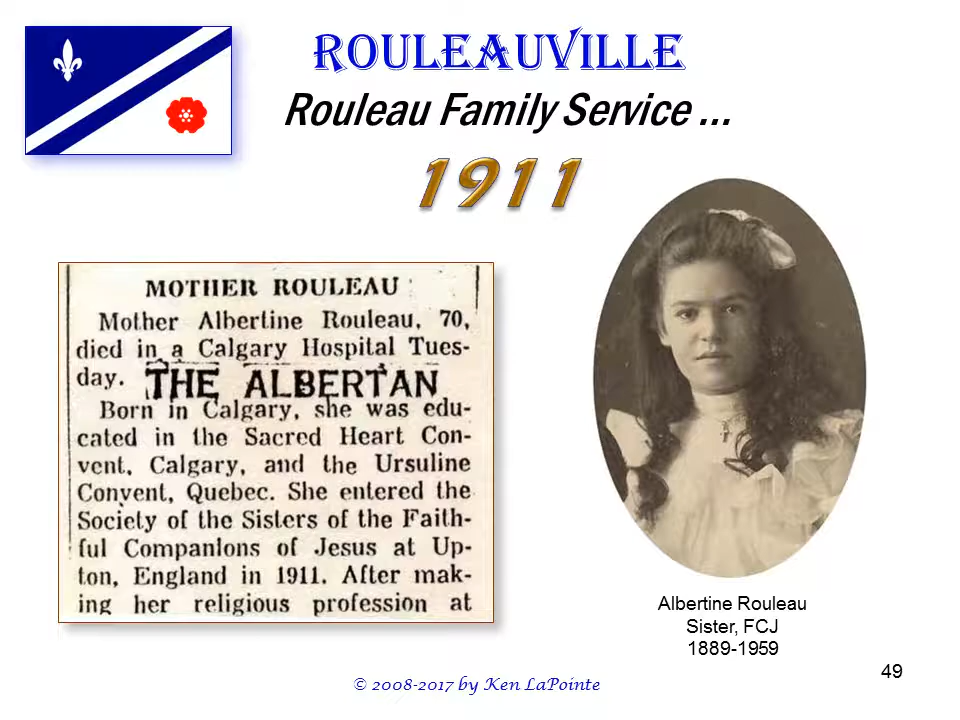 ROULEAUVILLE
Rouleau Family Service ...
1911
MOTHER ROULEAU
Mother Albertine Rouleau, 70,
died in a Calgary Hospital Tues-
day. THE ALBERTAN
Born in Calgary, she was edu-
cated in the Sacred Heart Con-
vent, Calgary, and the Ursuline
Convent, Quebec. She entered the
Society of the Sisters of the Faith-
ful Companions of Jesus at Up-
ton, England in 1911. After mak-
ing her religious profession at
Albertine Rouleau
Sister, FCJ
1889-1959
49
© 2008-2017 by Ken LaPointe